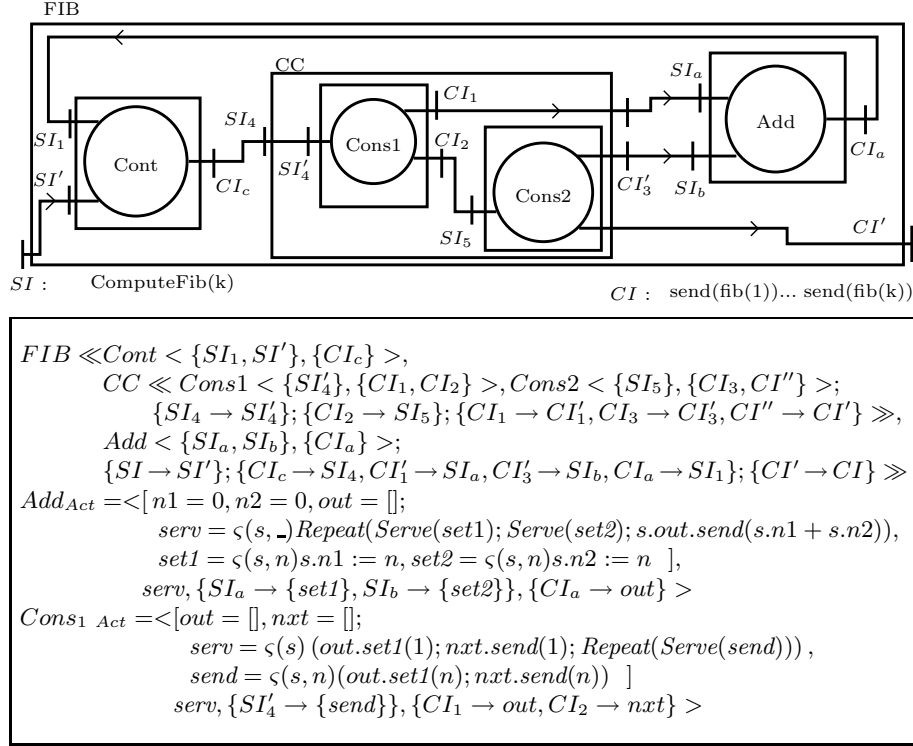 FIB
CC
SI_a
CI_1
SI_4
Add
SI_1
Cons1
CI_2
Cont
SI'_4
CI_a
SI'
CI_c
CI'_3
SI_b
Cons2
SI_5
CI'
SI :
ComputeFib(k)
CI :
send(fib(1))... send(fib(k))
FIB ≪Cont < {SI_1, SI'}, {CI_c} >,
CC ≪ Cons1 < {SI'_4}, {CI_1, CI_2} >, Cons2 < {SI_5}, {CI_3, CI''} >;
{SI_4 → SI'_4}; {CI_2 → SI_5}; {CI_1 → CI'_1, CI_3 → CI'_3, CI'' → CI'} ≫,
Add < {SI_a, SI_b}, {CI_a} >;
{SI → SI'}; {CI_c → SI_4, CI'_1 → SI_a, CI'_3 → SI_b, CI_a → SI_1}; {CI' → CI} ≫
Add_Act =<[ n1 = 0, n2 = 0, out = [];
serv = ς(s, _)Repeat(Serve(set1); Serve(set2); s.out.send(s.n1 + s.n2)),
set1 = ς(s, n)s.n1 := n, set2 = ς(s, n)s.n2 := n ],
serv, {SI_a → {set1}, SI_b → {set2}}, {CI_a → out} >
Cons_1 Act =<[out = [], nxt = [];
serv = ς(s) (out.set1(1); nxt.send(1); Repeat(Serve(send))) ,
send = ς(s, n)(out.set1(n); nxt.send(n)) ]
serv, {SI'_4 → {send}}, {CI_1 → out, CI_2 → nxt} >